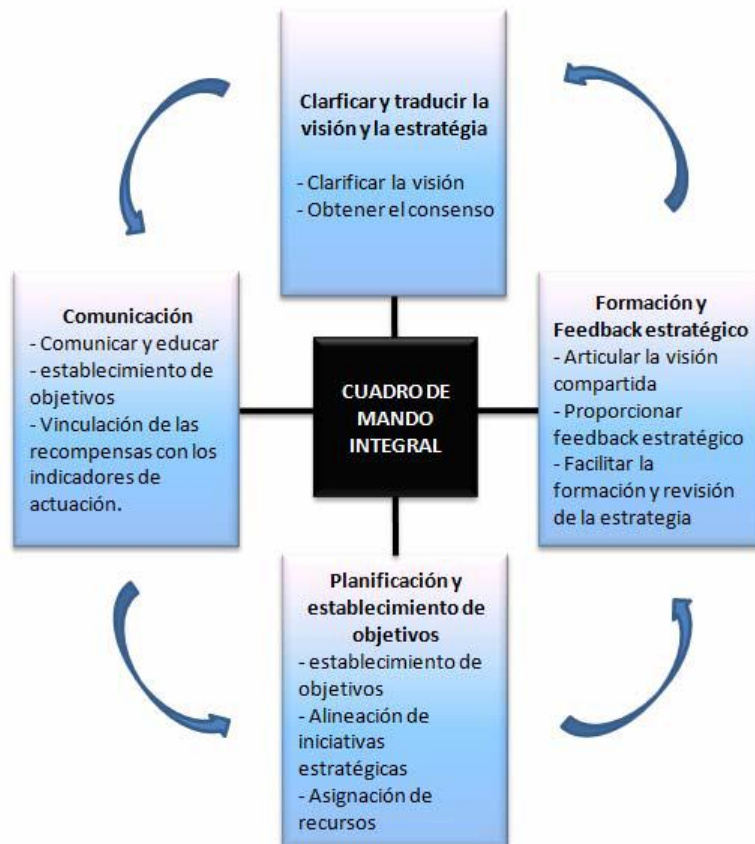 Clarficar y traducir la
visión y la estratégia
- Clarificar la visión
- Obtener el consenso
Comunicación
- Comunicar y educar
- establecimiento de
objetivos
- Vinculación de las
recompensas con los
indicadores de
actuación.
CUADRO DE
MANDO
INTEGRAL
Formación y
Feedback estratégico
- Articular la visión
compartida
- Proporcionar
feedback estratégico
- Facilitar la
formación y revisión
de la estrategia
Planificación y
establecimiento de
objetivos
- establecimiento de
objetivos
- Alineación de
iniciativas
estratégicas
- Asignación de
recursos